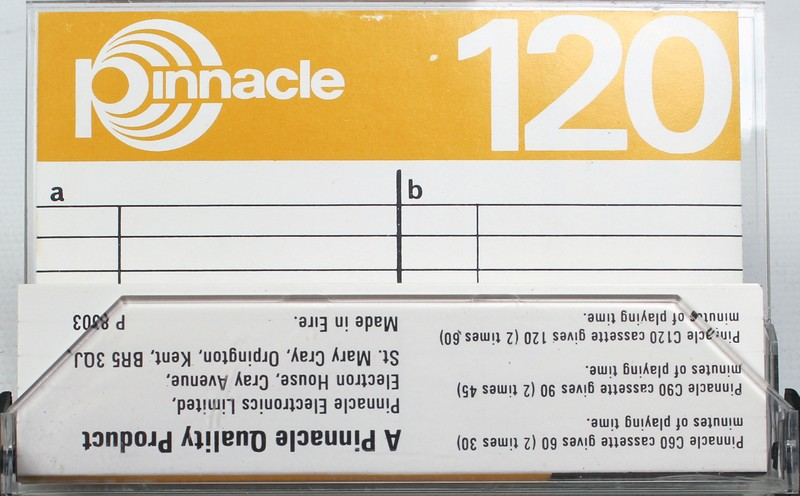 Pinnacle
120
a
b
A Pinnacle Quality Product
Pinnacle Electronics Limited,
Electron House, Cray Avenue,
St. Mary Cray, Orpington, Kent, BR5 3QJ
Made in Eire. P 8303
Pinnacle C60 cassette gives 60 (2 times 30)
minutes of playing time.
Pinnacle C90 cassette gives 90 (2 times 45)
minutes of playing time.
Pinnacle C120 cassette gives 120 (2 times 60)
minutes of playing time.